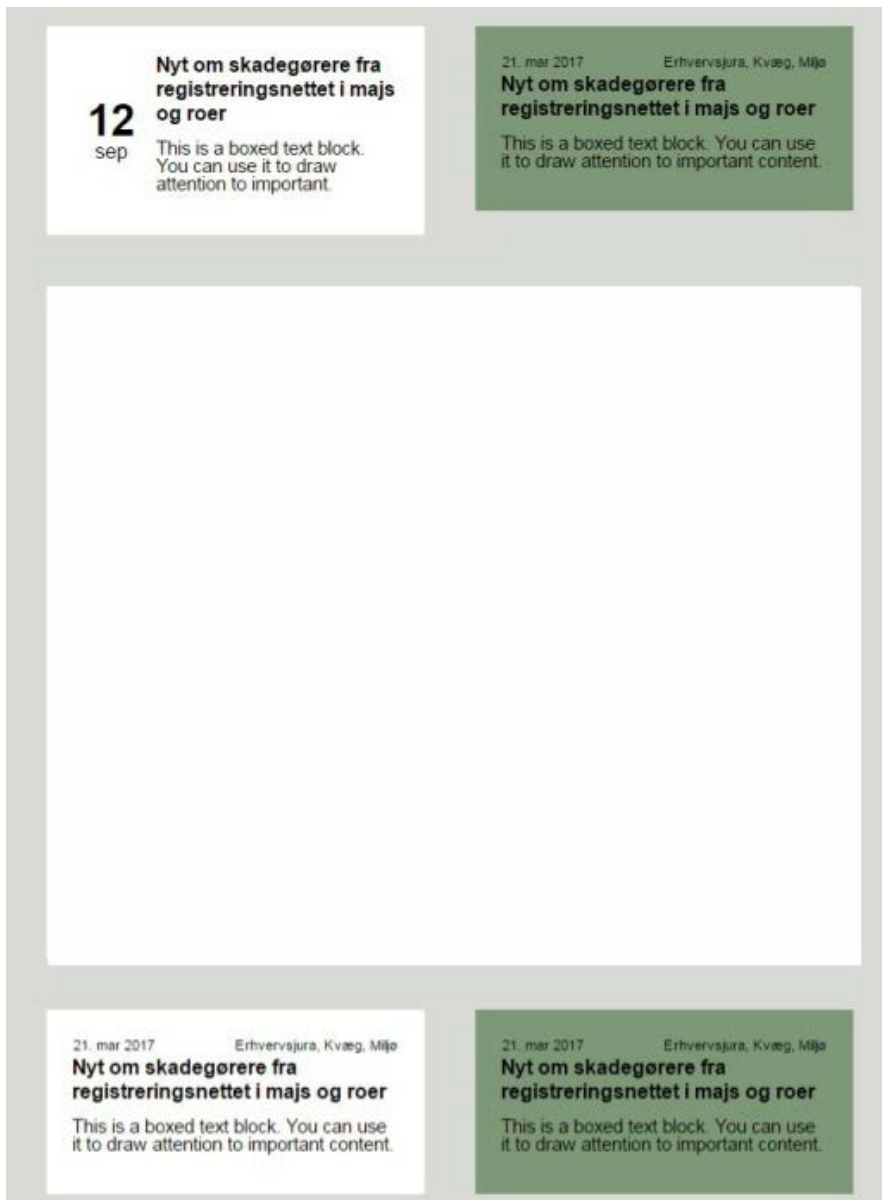 12
sep
Nyt om skadegørere fra
registreringsnettet i majs
og roer
This is a boxed text block.
You can use it to draw
attention to important.
21. mar 2017 Erhvervsjura, Kvæg, Miljø
Nyt om skadegørere fra
registreringsnettet i majs og roer
This is a boxed text block. You can use
it to draw attention to important content.
21. mar 2017 Erhvervsjura, Kvæg, Miljø
Nyt om skadegørere fra
registreringsnettet i majs og roer
This is a boxed text block. You can use
it to draw attention to important content.
21. mar 2017 Erhvervsjura, Kvæg, Miljø
Nyt om skadegørere fra
registreringsnettet i majs og roer
This is a boxed text block. You can use
it to draw attention to important content.